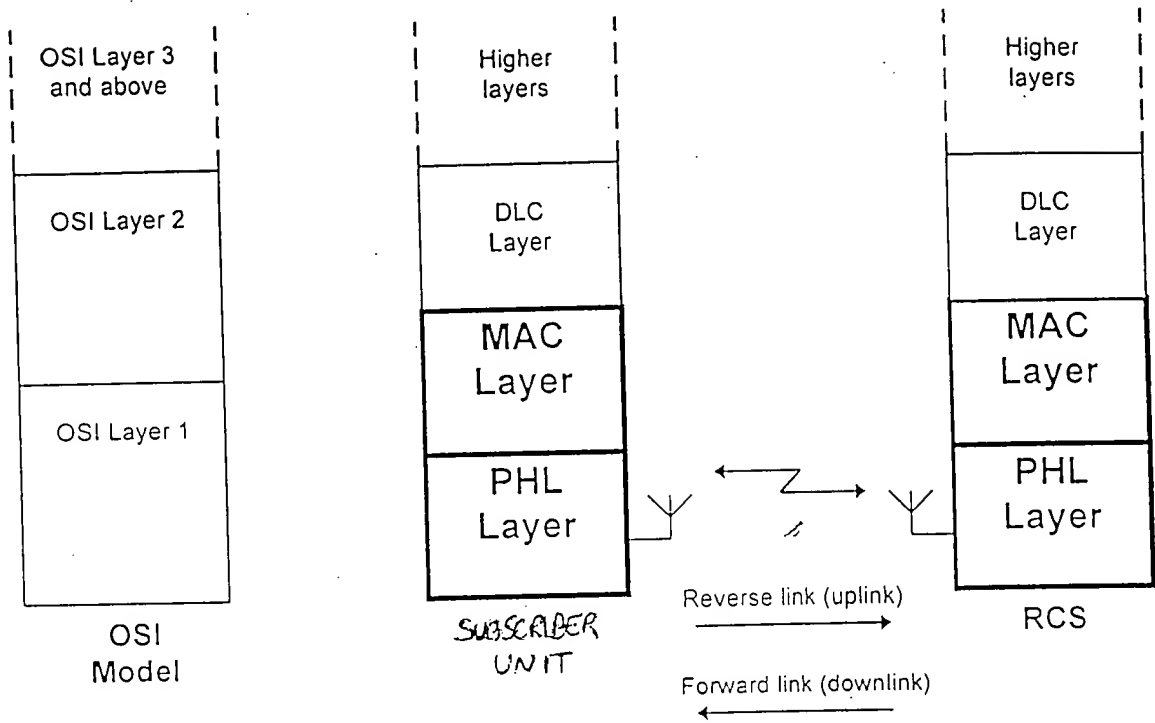 OSI Layer 3
and above
OSI Layer 2
OSI Layer 1
OSI
Model
Higher
layers
DLC
Layer
MAC
Layer
PHL
Layer
SUBSCRIBER
UNIT
Reverse link (uplink)
Forward link (downlink)
Higher
layers
DLC
Layer
MAC
Layer
PHL
Layer
RCS